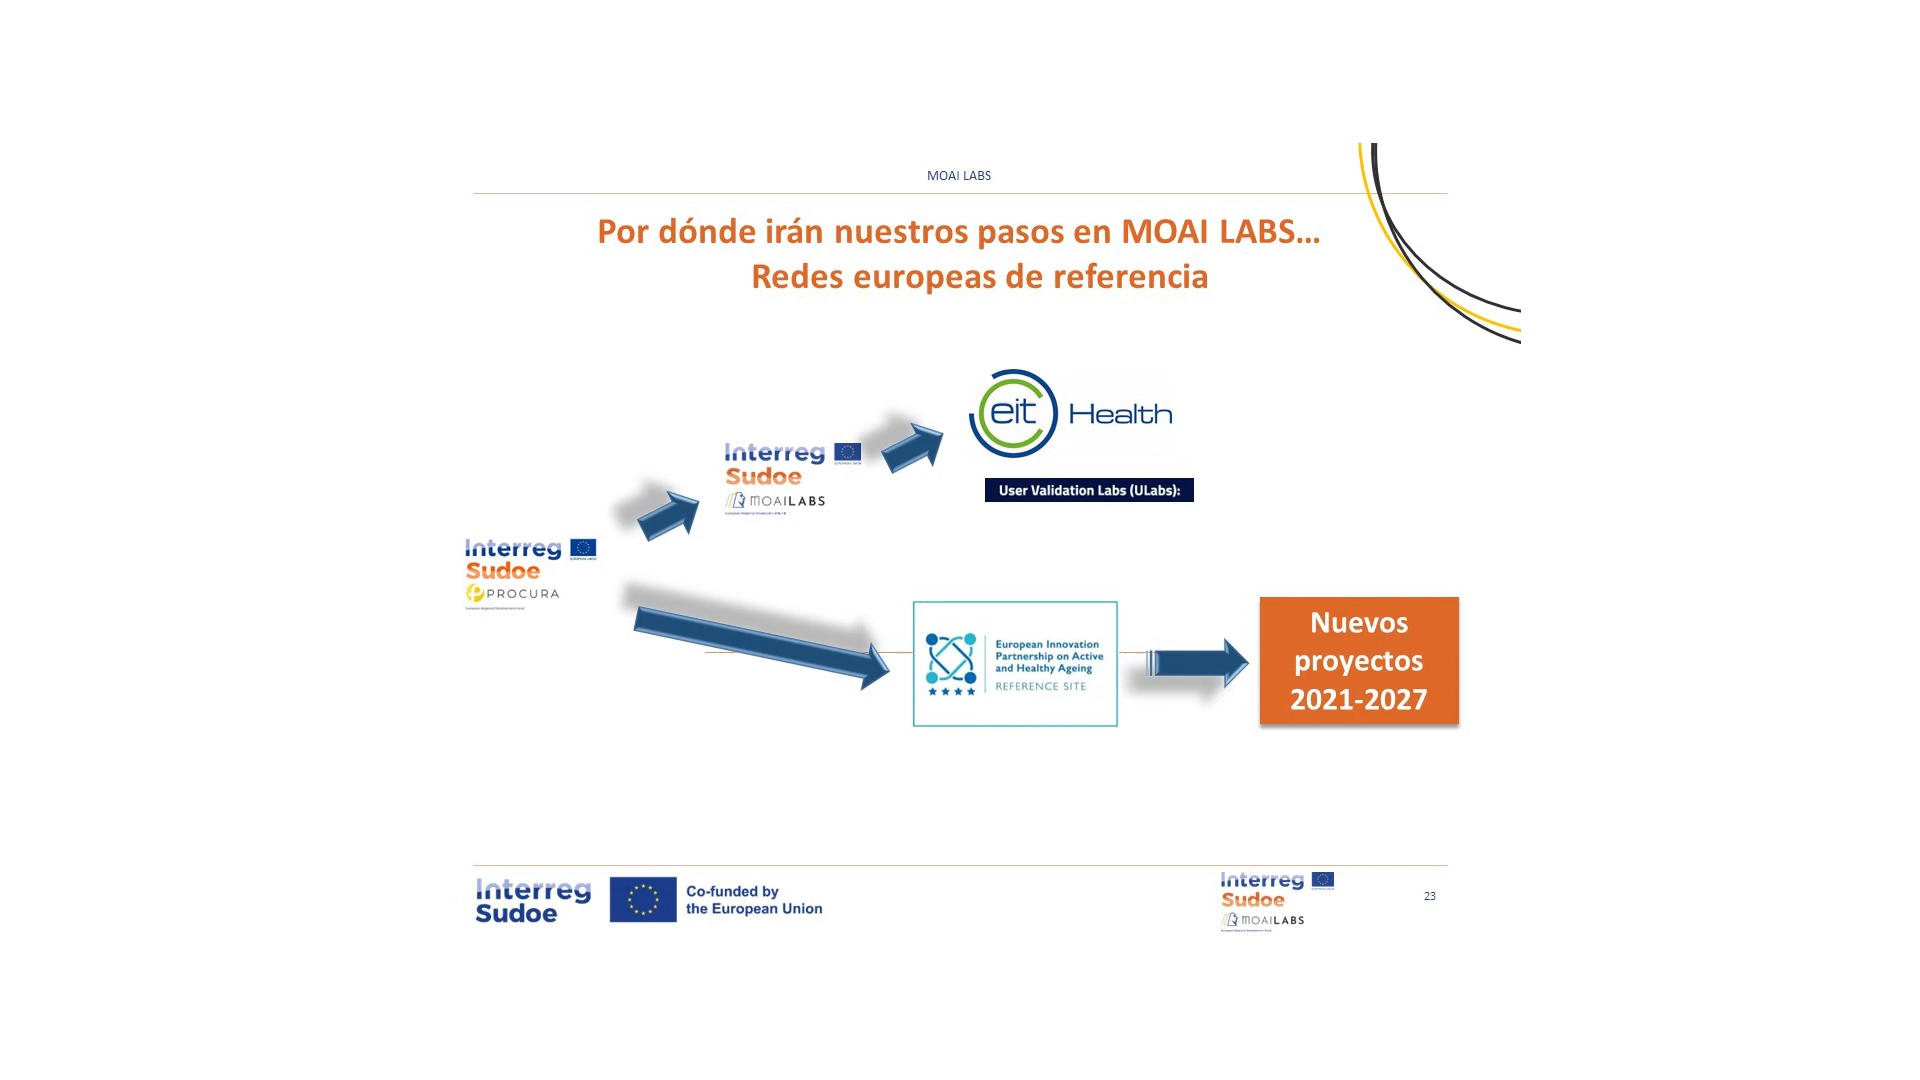 MOAI LABS
Por dónde irán nuestros pasos en MOAI LABS...
Redes europeas de referencia
eit Health
User Validation Labs (ULabs):
Interreg
Sudoe
MOAILABS
Interreg
Sudoe
PROCURA
European Innovation
Partnership on Active
and Healthy Ageing
REFERENCE SITE
Nuevos
proyectos
2021-2027
Interreg
Sudoe
Co-funded by
the European Union
Interreg
Sudoe
MOAILABS
23